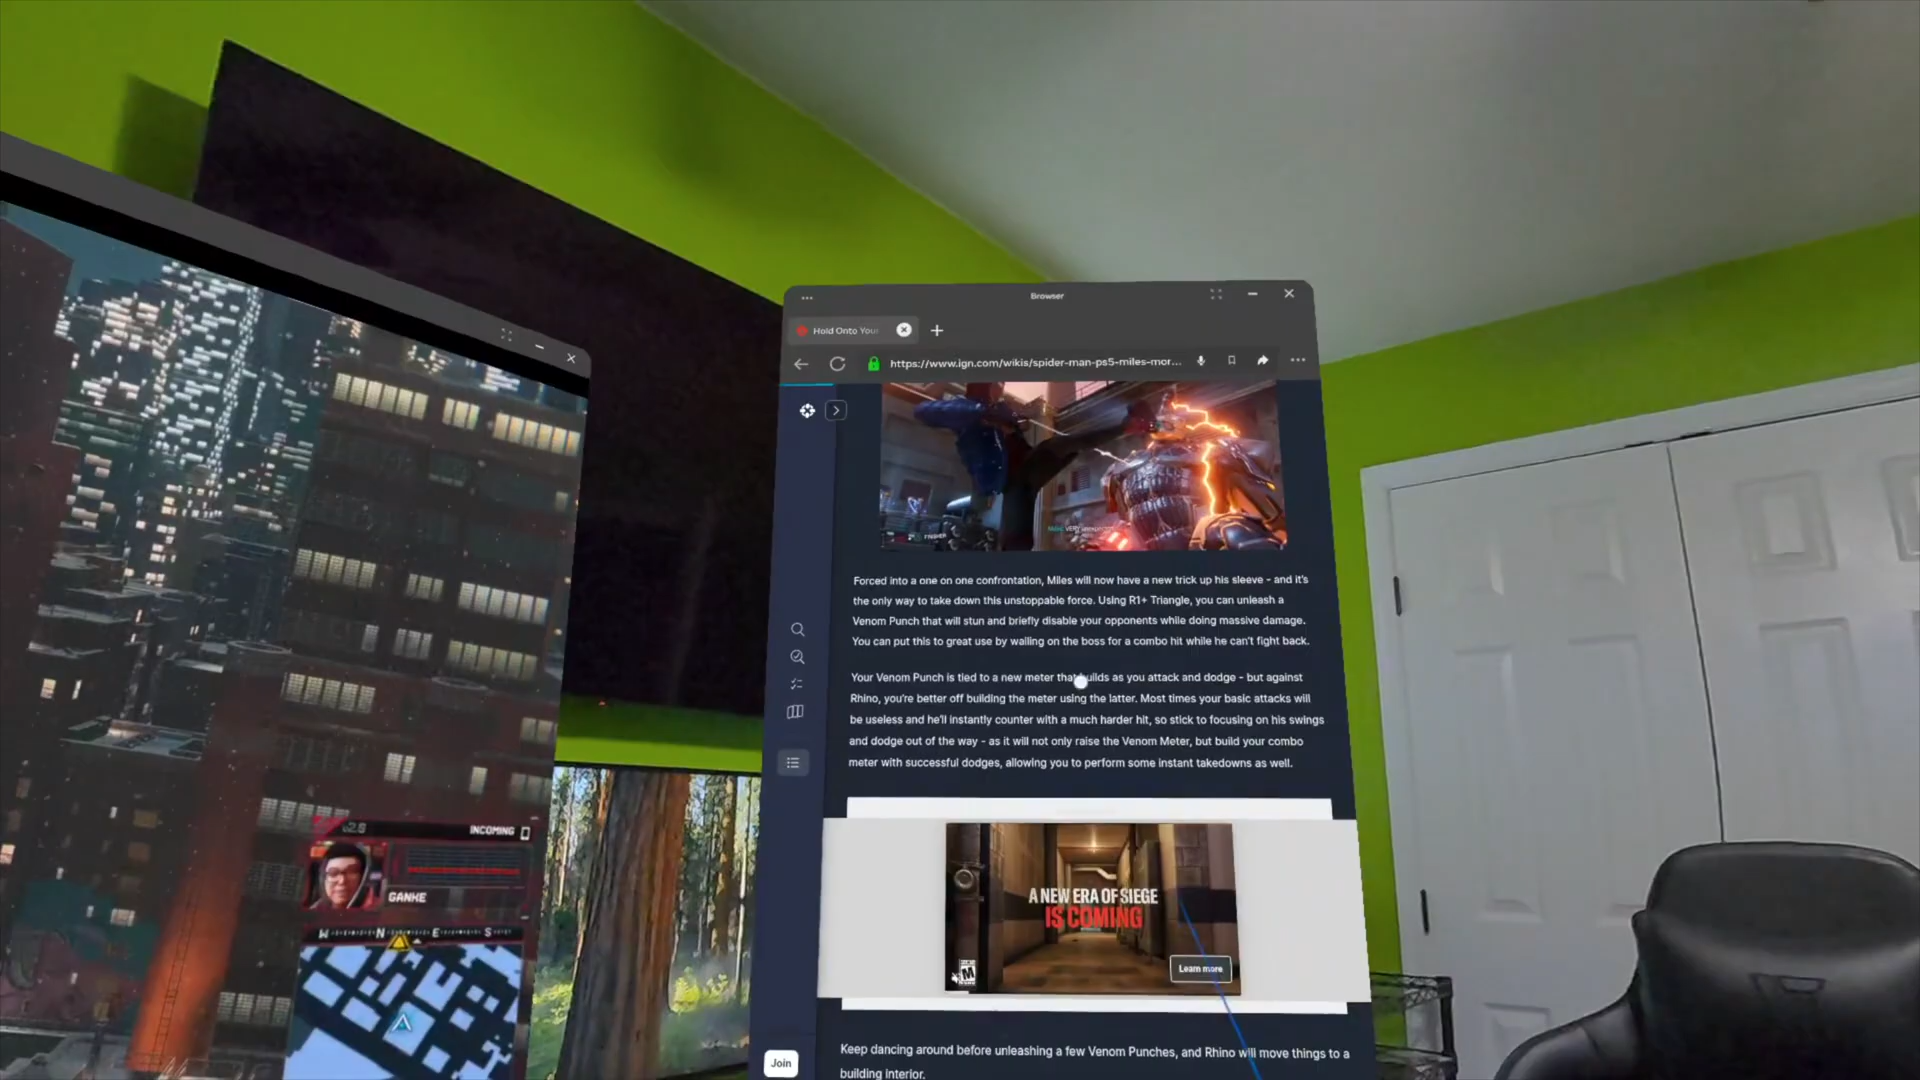 Browser
Hold Onto Your
https://www.ign.com/wikis/spider-man-ps5-miles-mor...
FINISHER
Forced into a one on one confrontation, Miles will now have a new trick up his sleeve - and it's
the only way to take down this unstoppable force. Using R1+ Triangle, you can unleash a
Venom Punch that will stun and briefly disable your opponents while doing massive damage.
You can put this to great use by wailing on the boss for a combo hit while he can't fight back.
Your Venom Punch is tied to a new meter that builds as you attack and dodge - but against
Rhino, you're better off building the meter using the latter. Most times your basic attacks will
be useless and he'll instantly counter with a much harder hit, so stick to focusing on his swings
and dodge out of the way - as it will not only raise the Venom Meter, but build your combo
meter with successful dodges, allowing you to perform some instant takedowns as well.
A NEW ERA OF SIEGE
IS COMING
M
Learn more
Keep dancing around before unleashing a few Venom Punches, and Rhino will move things to a
building interior.
Join
INCOMING
GANKE
W N E S